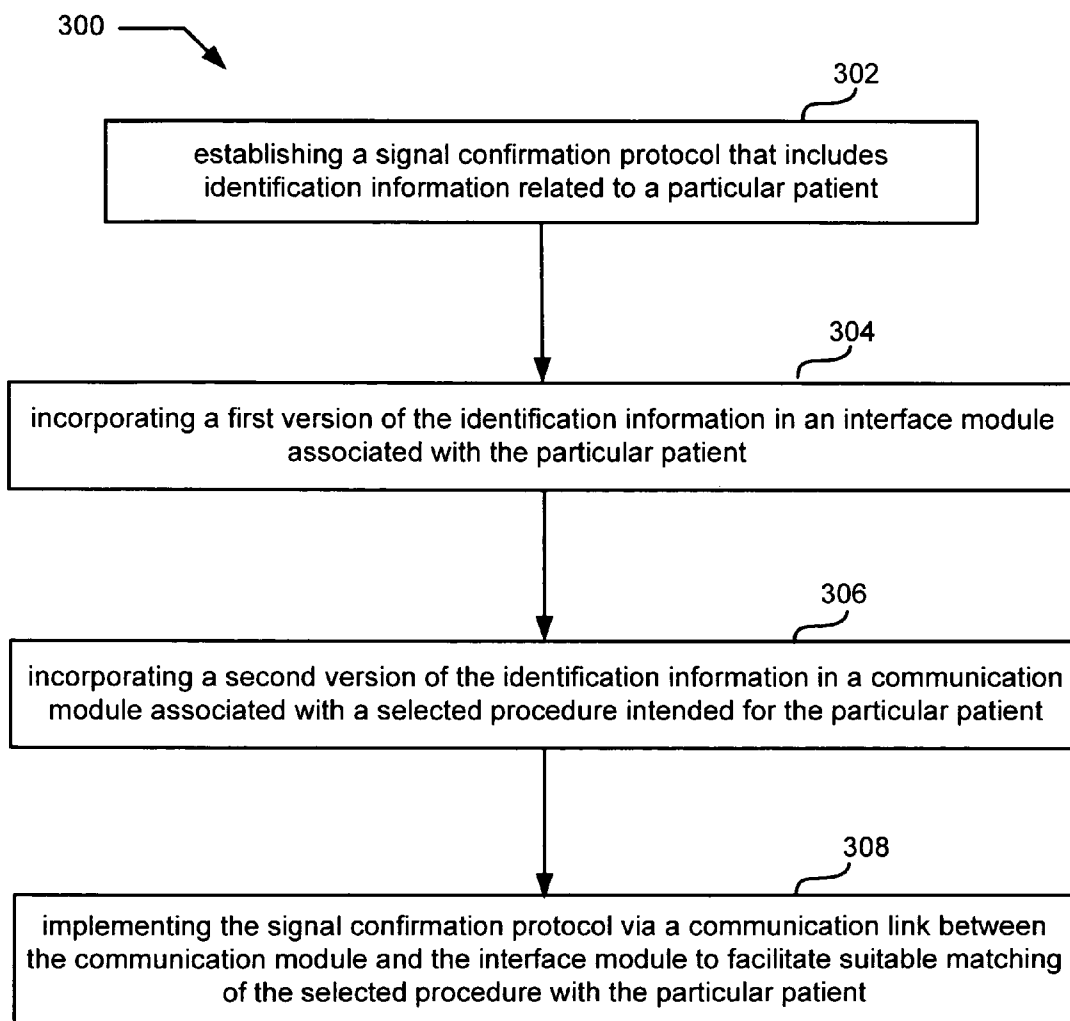 300
302
establishing a signal confirmation protocol that includes
identification information related to a particular patient
304
incorporating a first version of the identification information in an interface module
associated with the particular patient
306
incorporating a second version of the identification information in a communication
module associated with a selected procedure intended for the particular patient
308
implementing the signal confirmation protocol via a communication link between
the communication module and the interface module to facilitate suitable matching
of the selected procedure with the particular patient